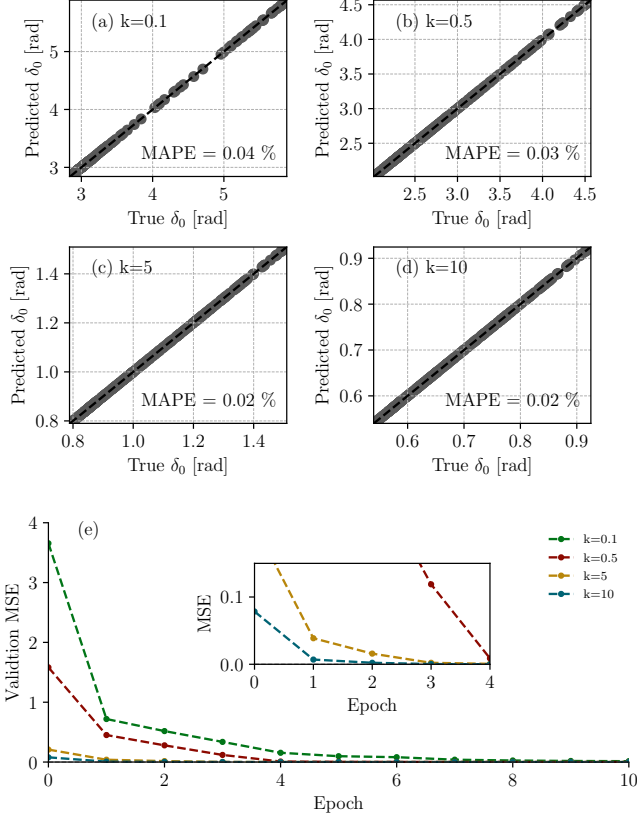 (a) k=0.1
Predicted δ0 [rad]
5
4
3
MAPE = 0.04 %
3 4 5
True δ0 [rad]
(b) k=0.5
Predicted δ0 [rad]
4.5
4.0
3.5
3.0
2.5
MAPE = 0.03 %
2.5 3.0 3.5 4.0 4.5
True δ0 [rad]
(c) k=5
Predicted δ0 [rad]
1.4
1.2
1.0
0.8
MAPE = 0.02 %
0.8 1.0 1.2 1.4
True δ0 [rad]
(d) k=10
Predicted δ0 [rad]
0.9
0.8
0.7
0.6
MAPE = 0.02 %
0.6 0.7 0.8 0.9
True δ0 [rad]
(e)
Validtion MSE
4
3
2
1
0
0 2 4 6 8 10
Epoch
MSE
0.1
0.0
0 1 2 3 4
Epoch
k=0.1
k=0.5
k=5
k=10